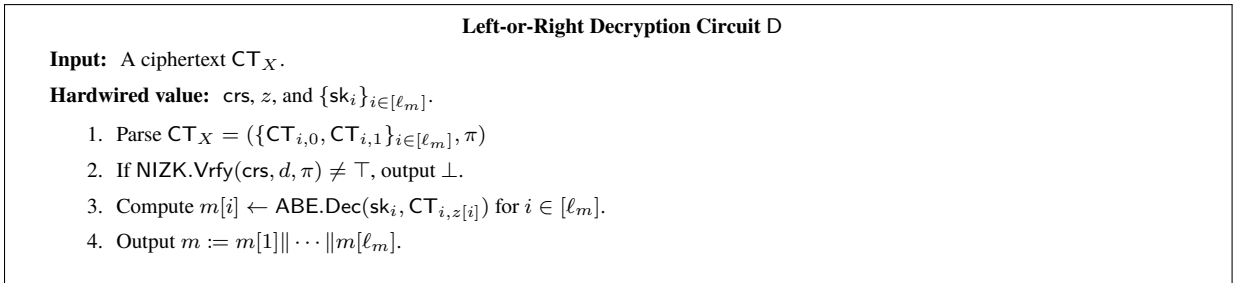 Left-or-Right Decryption Circuit D
Input: A ciphertext CT_X.
Hardwired value: crs, z, and {sk_i}_{i∈[ℓ_m]}.
1. Parse CT_X = ({CT_{i,0}, CT_{i,1}}_{i∈[ℓ_m]}, π)
2. If NIZK.Vrfy(crs, d, π) ≠ ⊤, output ⊥.
3. Compute m[i] ← ABE.Dec(sk_i, CT_{i,z[i]}) for i ∈ [ℓ_m].
4. Output m := m[1]‖ ⋯ ‖m[ℓ_m].